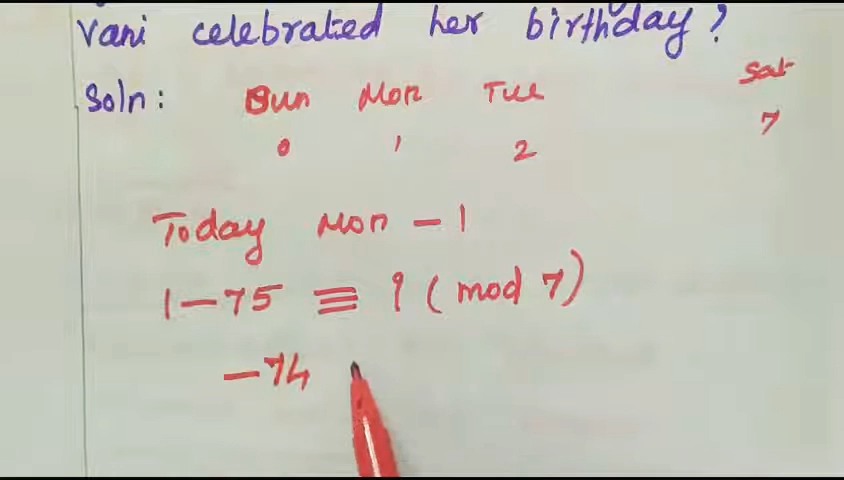 Vani celebrated her birthday?
Soln: Sun Mon Tue Sat
0 1 2 7
Today Mon - 1
1 - 75 ≡ ? (mod 7)
- 74